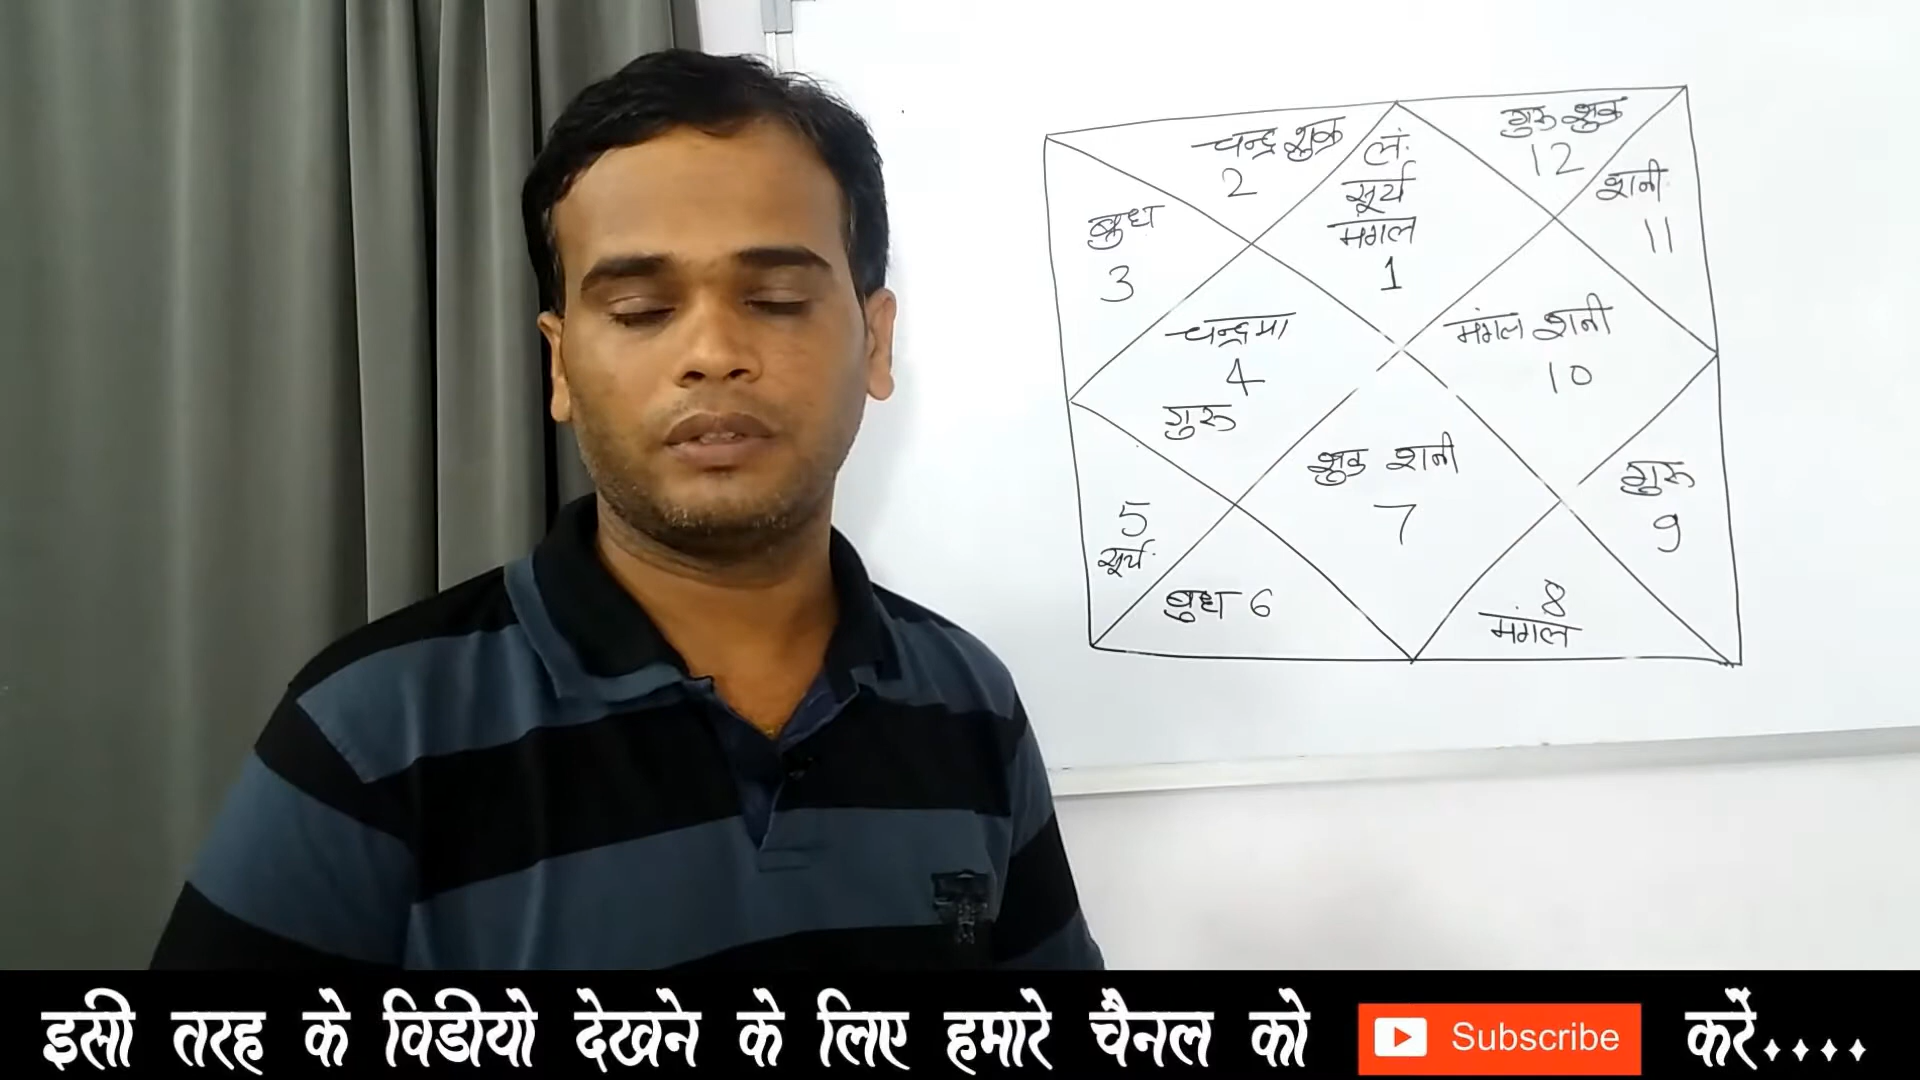 चन्द्र शुक्र
2
लं.
सूर्य
मंगल
1
गुरु शुक्र
12
शनी
11
बुध
3
चन्द्रमा
4
गुरु
मंगल शनी
10
शुक्र शनी
7
गुरु
9
5
सूर्य
बुध 6
8
मंगल
इसी तरह के विडीयो देखने के लिए हमारे चैनल को Subscribe करें....